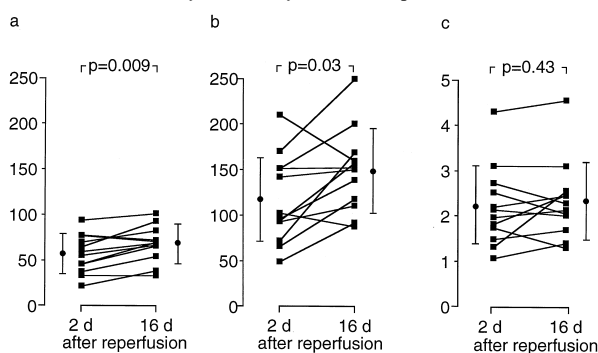 a
p=0.009
250
200
150
100
50
0
2 d 16 d
after reperfusion
b
p=0.03
250
200
150
100
50
0
2 d 16 d
after reperfusion
c
p=0.43
5
4
3
2
1
0
2 d 16 d
after reperfusion